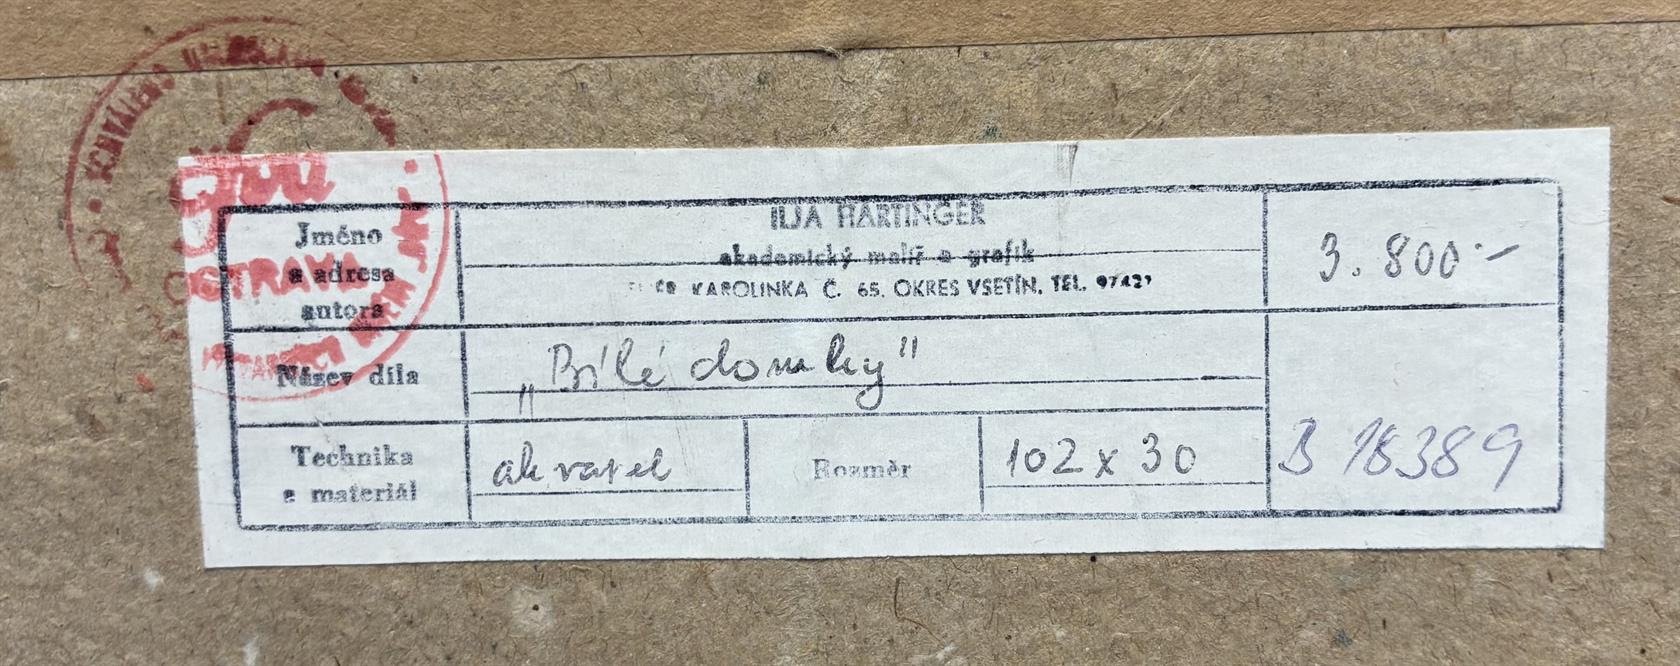 OSTRAVA
Jméno
a adresa
autora
ILJA HARTINGER
akademický malíř a grafik
KAROLINKA Č. 65, OKRES VSETÍN, TEL. 97427
3.800.-
Název díla
„Bílé domky"
Technika
a materiál
akvarel
Rozměr
102 x 30
B 18389